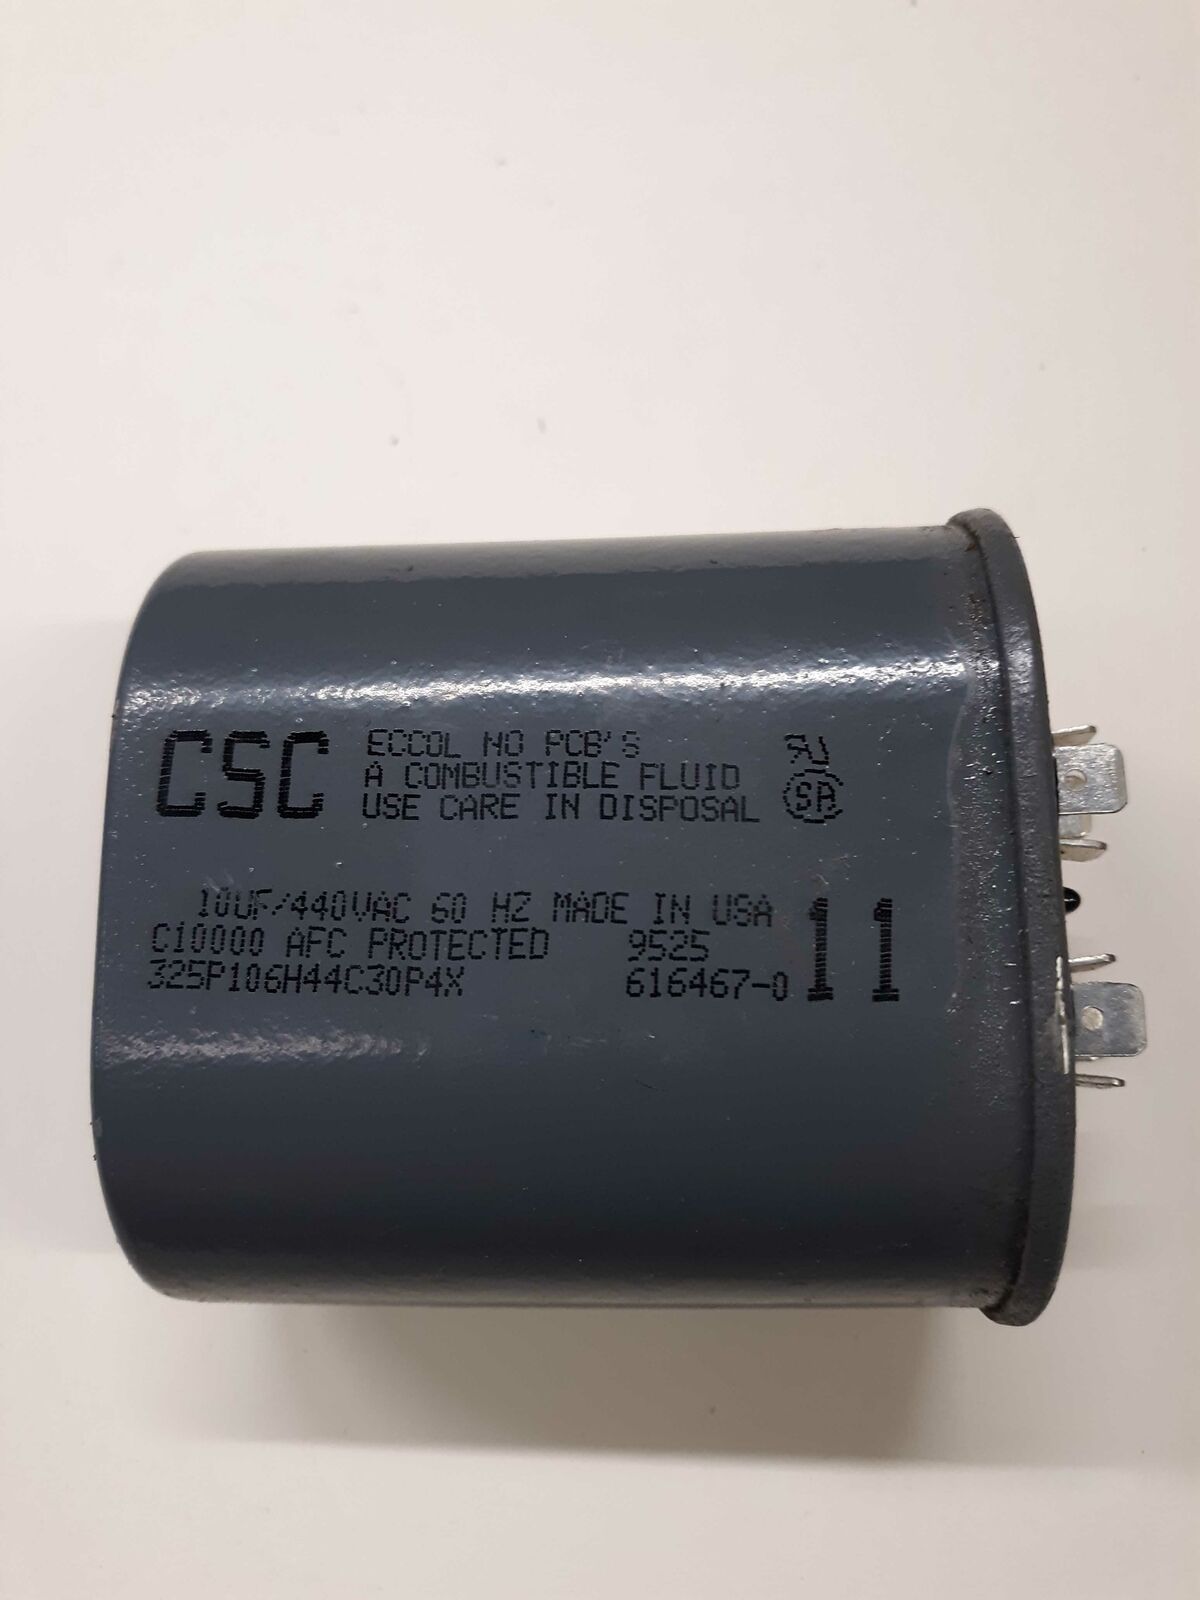 CSC
ECCOL NO PCB'S
A COMBUSTIBLE FLUID
USE CARE IN DISPOSAL
SA
10UF/440VAC 60 HZ MADE IN USA
C10000 AFC PROTECTED 9525
325P106H44C30P4X 616467-0
11